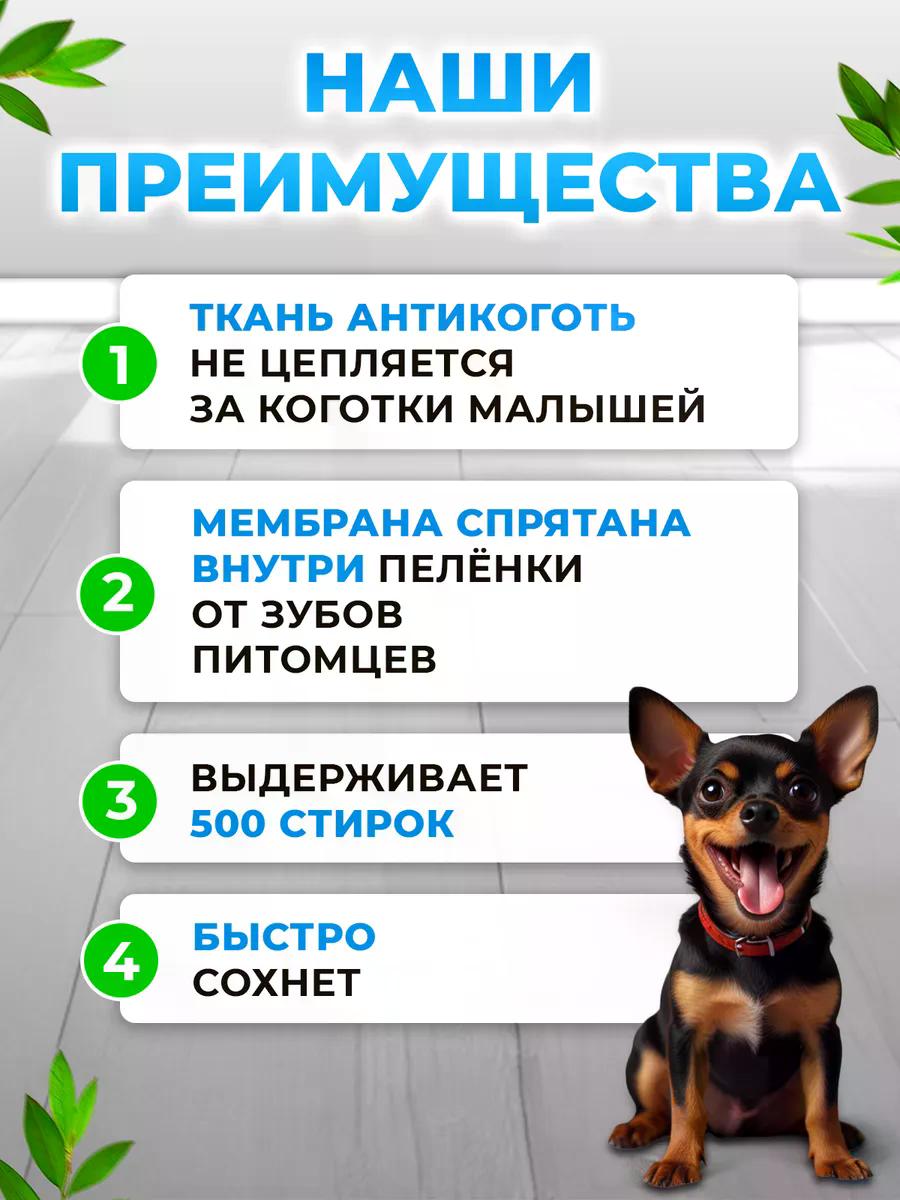 НАШИ
ПРЕИМУЩЕСТВА
1
ТКАНЬ АНТИКОГОТЬ
НЕ ЦЕПЛЯЕТСЯ
ЗА КОГОТКИ МАЛЫШЕЙ
2
МЕМБРАНА СПРЯТАНА
ВНУТРИ ПЕЛЁНКИ
ОТ ЗУБОВ
ПИТОМЦЕВ
3
ВЫДЕРЖИВАЕТ
500 СТИРОК
4
БЫСТРО
СОХНЕТ